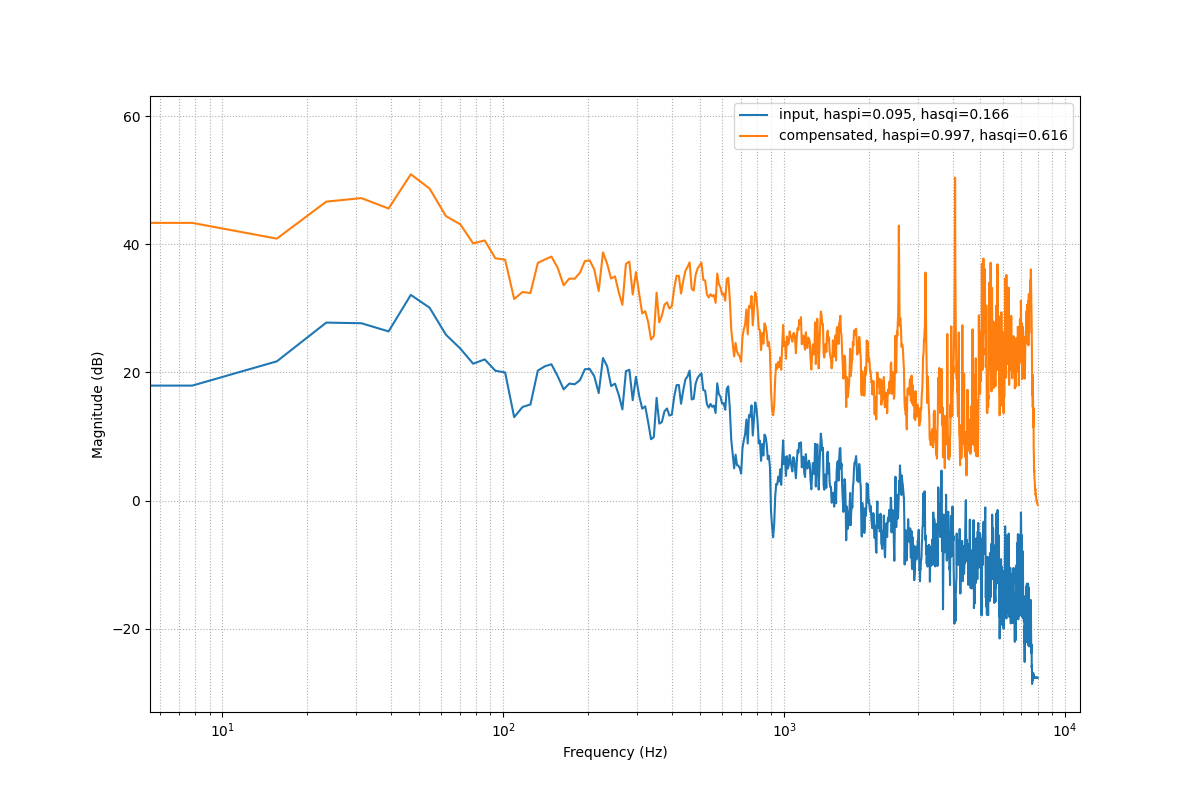 input, haspi=0.095, hasqi=0.166
compensated, haspi=0.997, hasqi=0.616
60
40
20
0
−20
Magnitude (dB)
10¹
10²
10³
10⁴
Frequency (Hz)